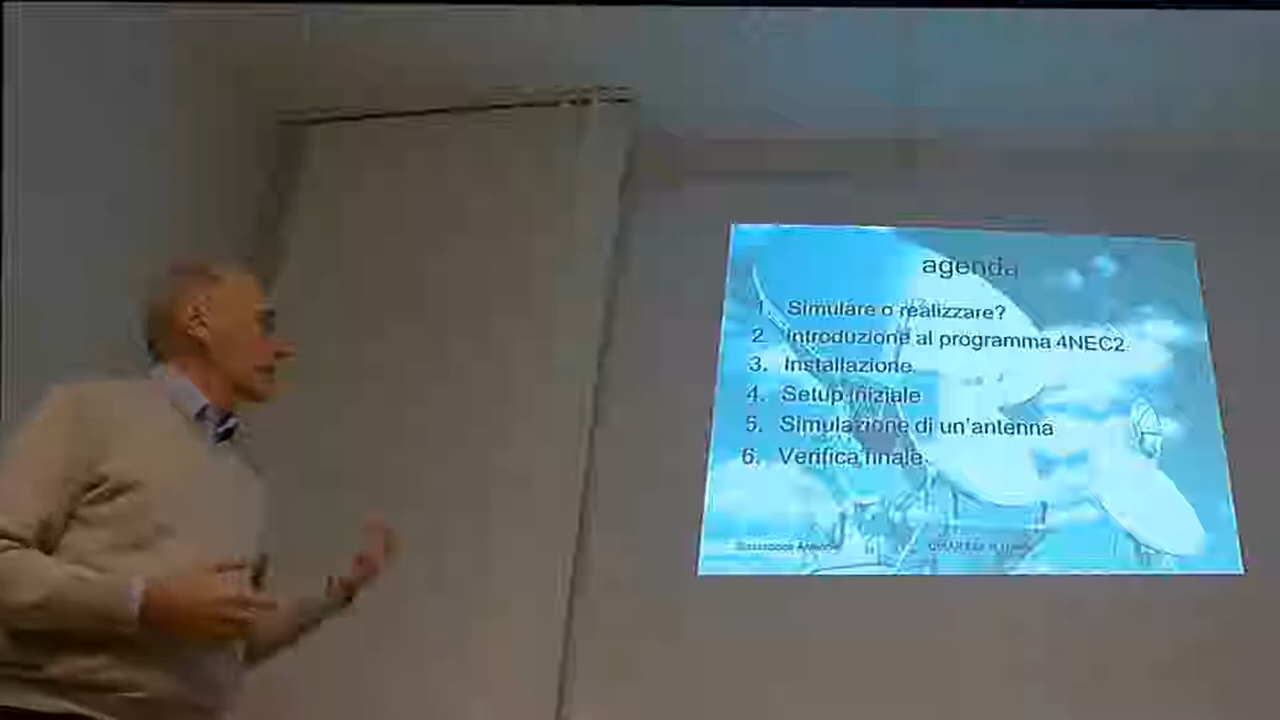 agenda
1. Simulare o realizzare?
2. Introduzione al programma 4NEC2.
3. Installazione.
4. Setup iniziale
5. Simulazione di un'antenna
6. Verifica finale.